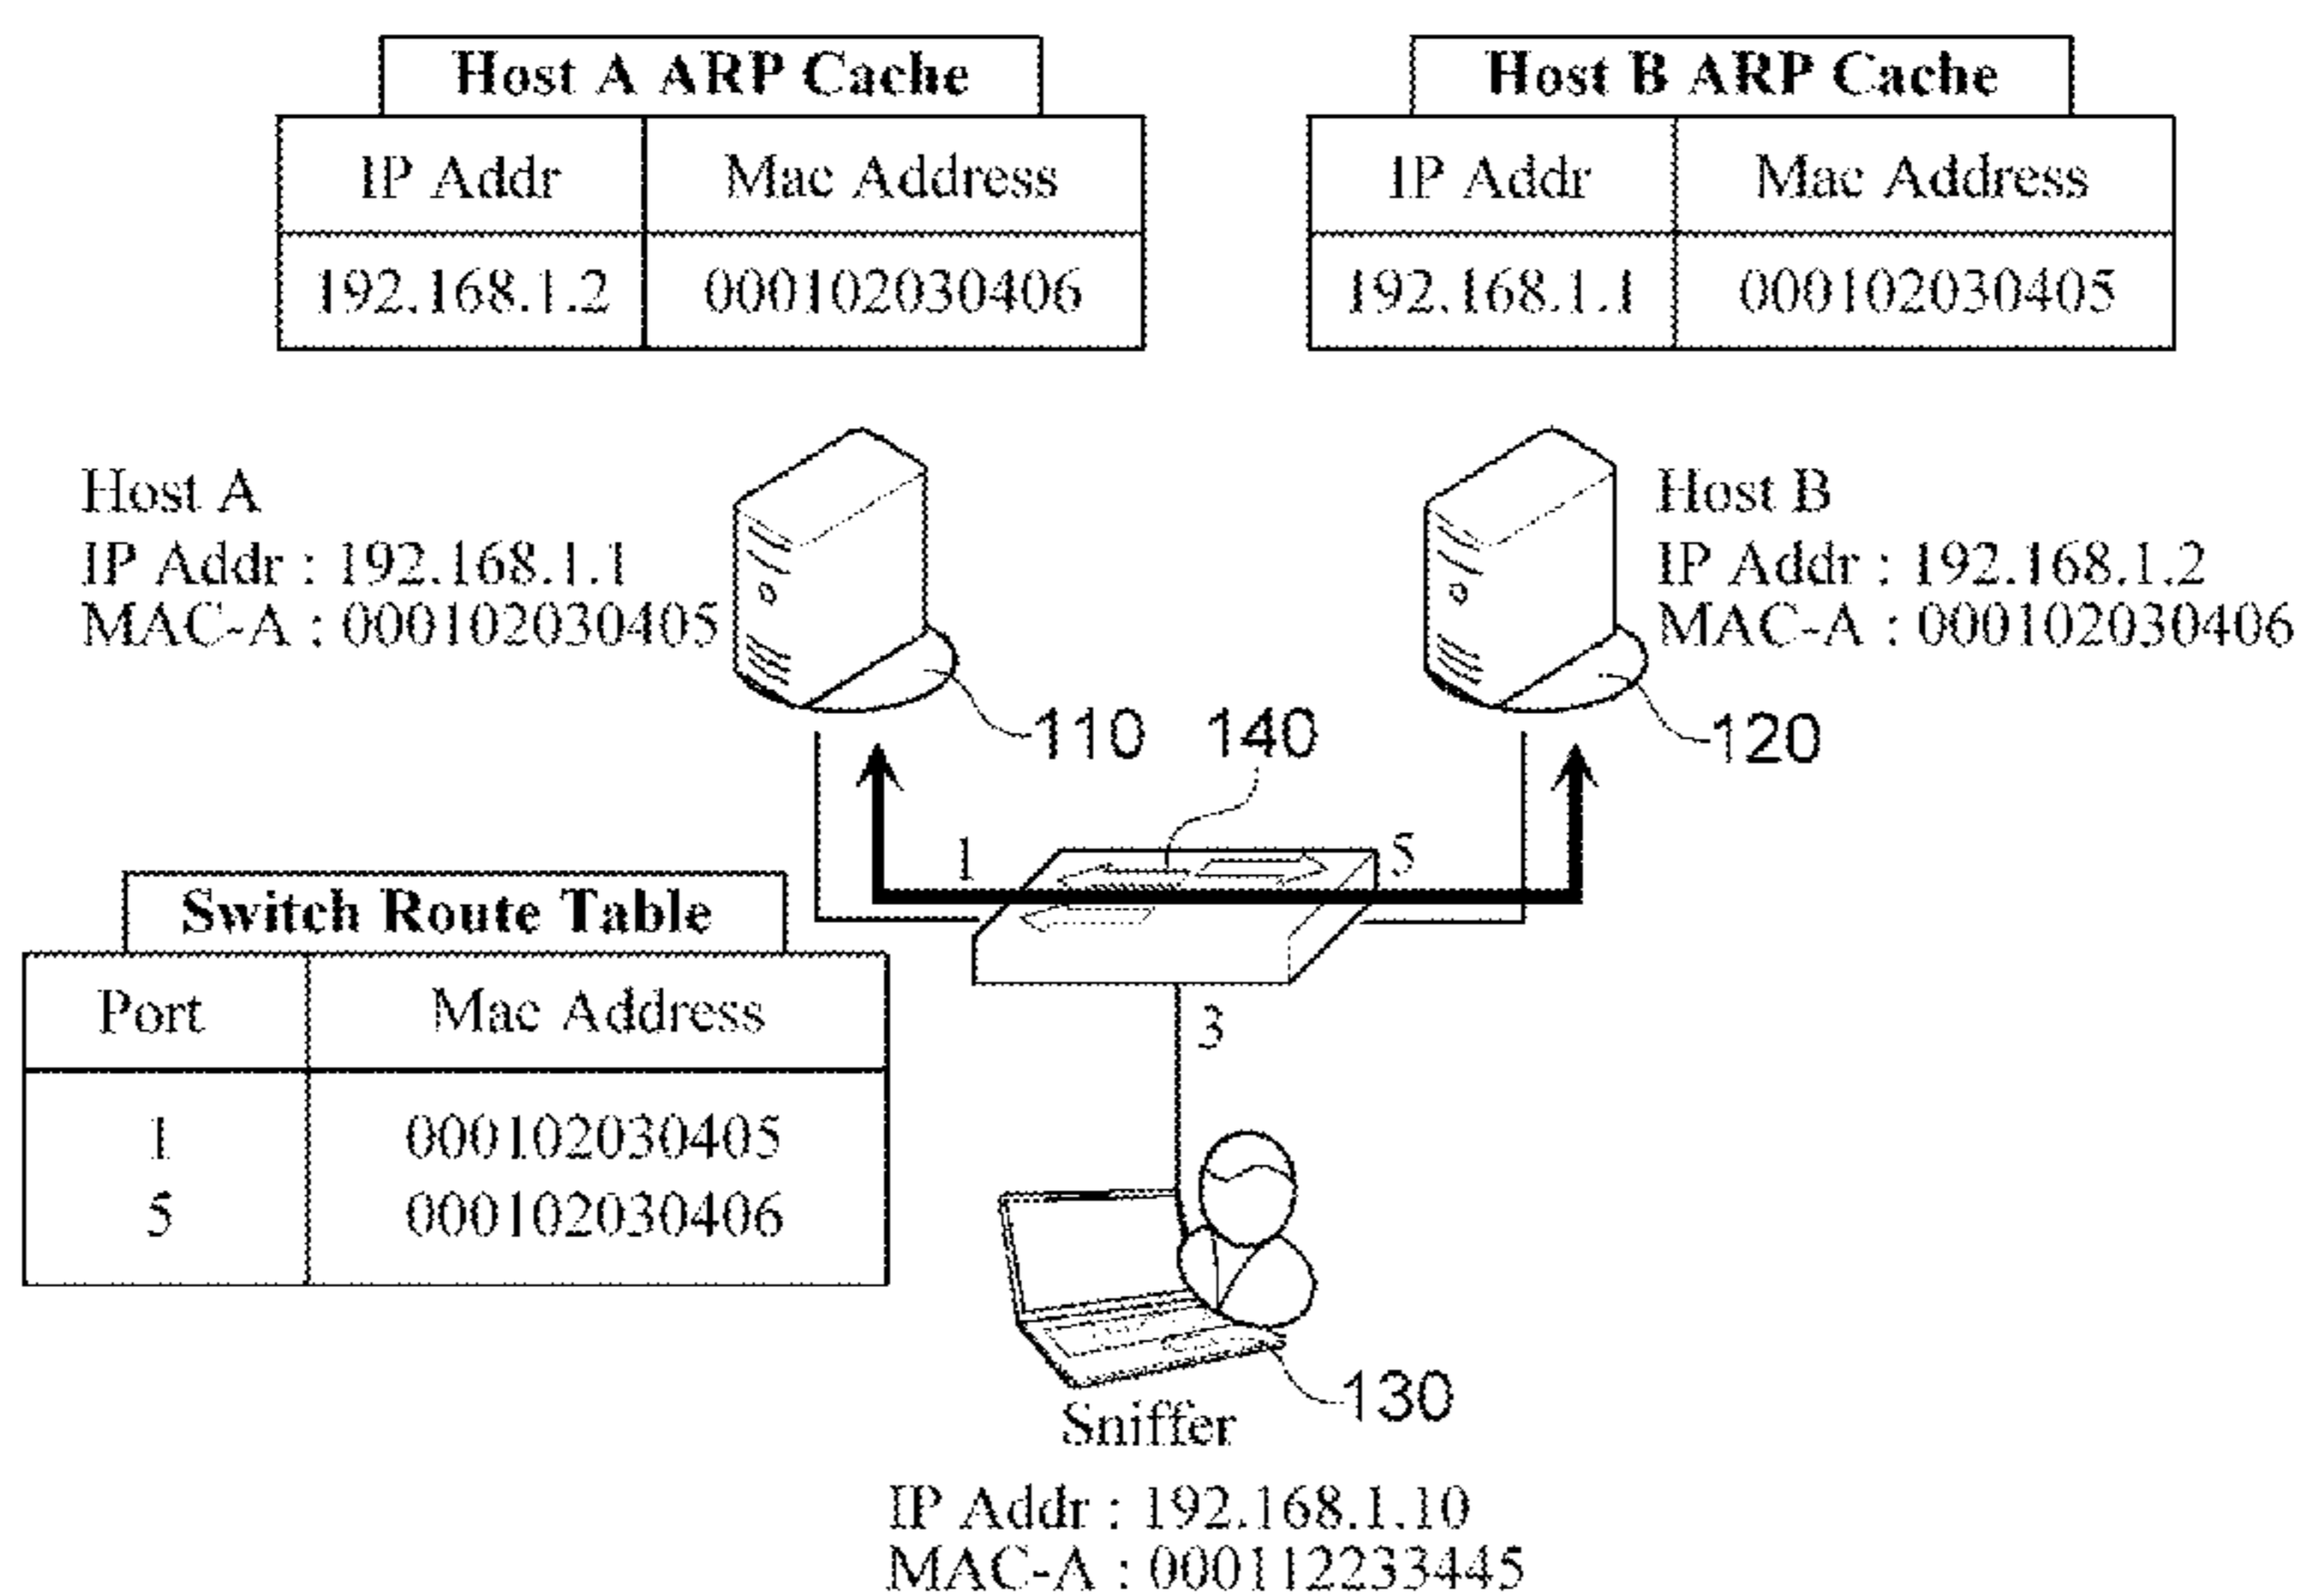 Host A ARP Cache
IP Addr Mac Address
192.168.1.2 000102030406
Host B ARP Cache
IP Addr Mac Address
192.168.1.1 000102030405
Host A
IP Addr : 192.168.1.1
MAC-A : 000102030405
Host B
IP Addr : 192.168.1.2
MAC-A : 000102030406
110
140
120
1
5
3
Switch Route Table
Port Mac Address
1 000102030405
5 000102030406
130
Sniffer
IP Addr : 192.168.1.10
MAC-A : 000112233445